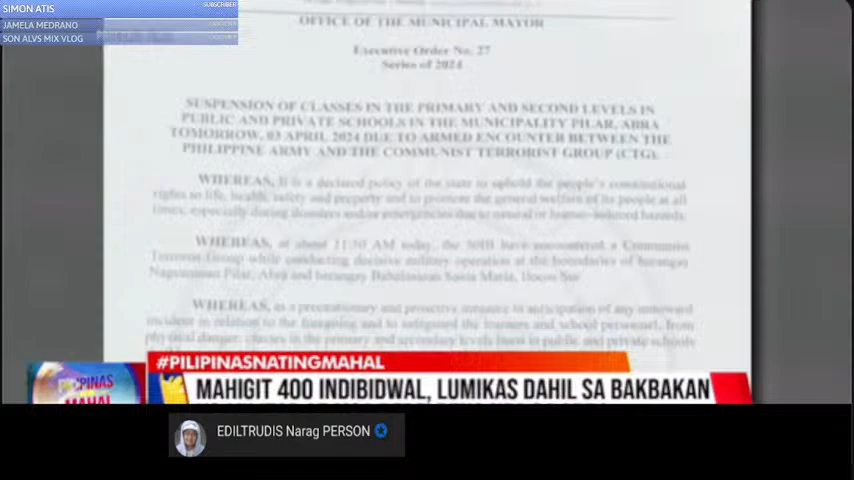 SIMON ATIS
SUBSCRIBER
JAMELA MEDRANO
SON ALVS MIX VLOG
OFFICE OF THE MUNICIPAL MAYOR
Executive Order No. 27
Series of 2024
SUSPENSION OF CLASSES IN THE PRIMARY AND SECOND LEVELS IN
PUBLIC AND PRIVATE SCHOOLS IN THE MUNICIPALITY PILAR, ABRA
TOMORROW, 03 APRIL 2024 DUE TO ARMED ENCOUNTER BETWEEN THE
PHILIPPINE ARMY AND THE COMMUNIST TERRORIST GROUP (CTG).
WHEREAS, It is a declared policy of the state to uphold the people's constitutional
rights to life, health, safety and property and to promote the general welfare of its people at all
times, especially during disasters and/or emergencies due to natural or human-induced hazards.
WHEREAS, at about 11:30 AM today, the 50IB have encountered a Communist
Terrorist Group while conducting decisive military operation at the boundaries of barangay
Pilar, Abra and barangay Santa Maria, Ilocos Sur
WHEREAS, as a precautionary and proactive measure in anticipation of any untoward
incident in relation to the foregoing and to safeguard the learners and school personnel, from
physical danger, classes in the primary and secondary levels in public and private schools
#PILIPINASNATINGMAHAL
MAHIGIT 400 INDIBIDWAL, LUMIKAS DAHIL SA BAKBAKAN
EDILTRUDIS Narag PERSON